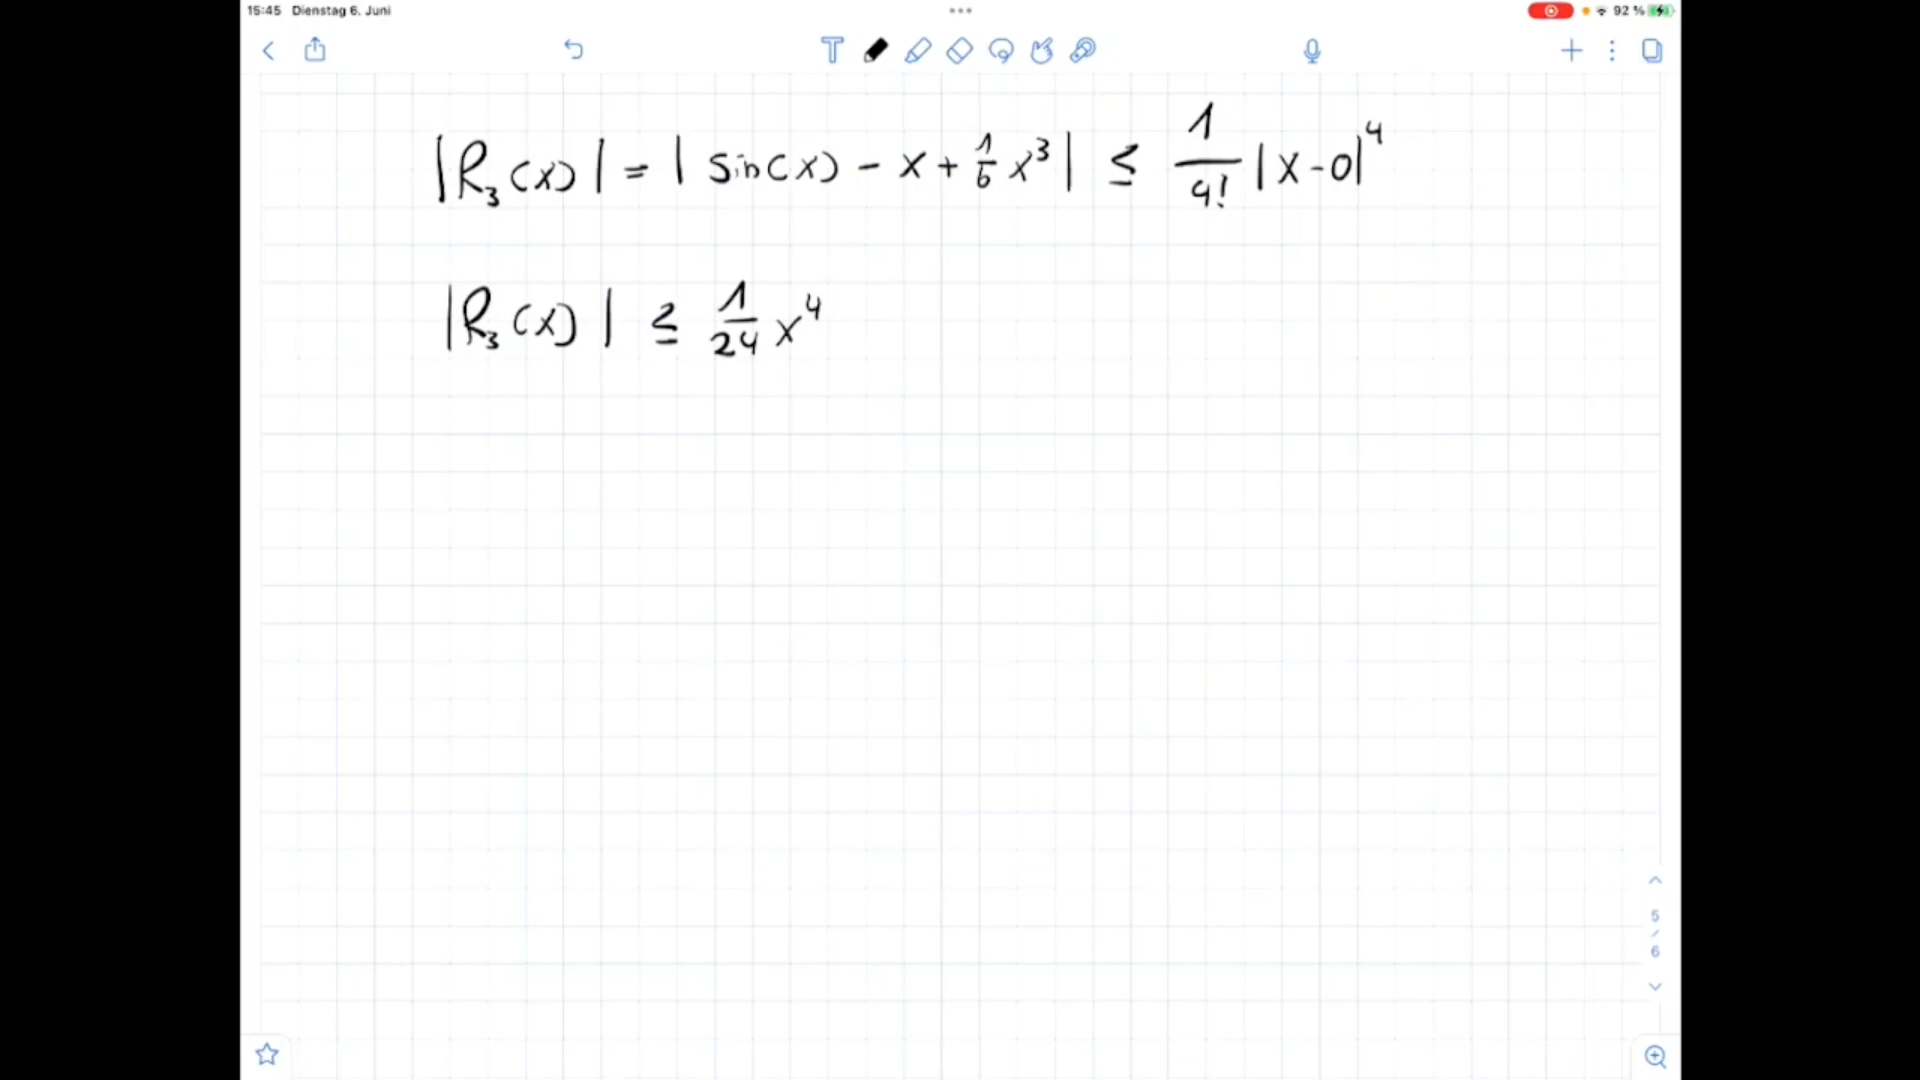 15:45 Dienstag 6. Juni 92 %
|R₃(x)| = | sin(x) - x + 1/6 x³ | ≤ 1/4! |x-0|⁴
|R₃(x)| ≤ 1/24 x⁴
5
/
6